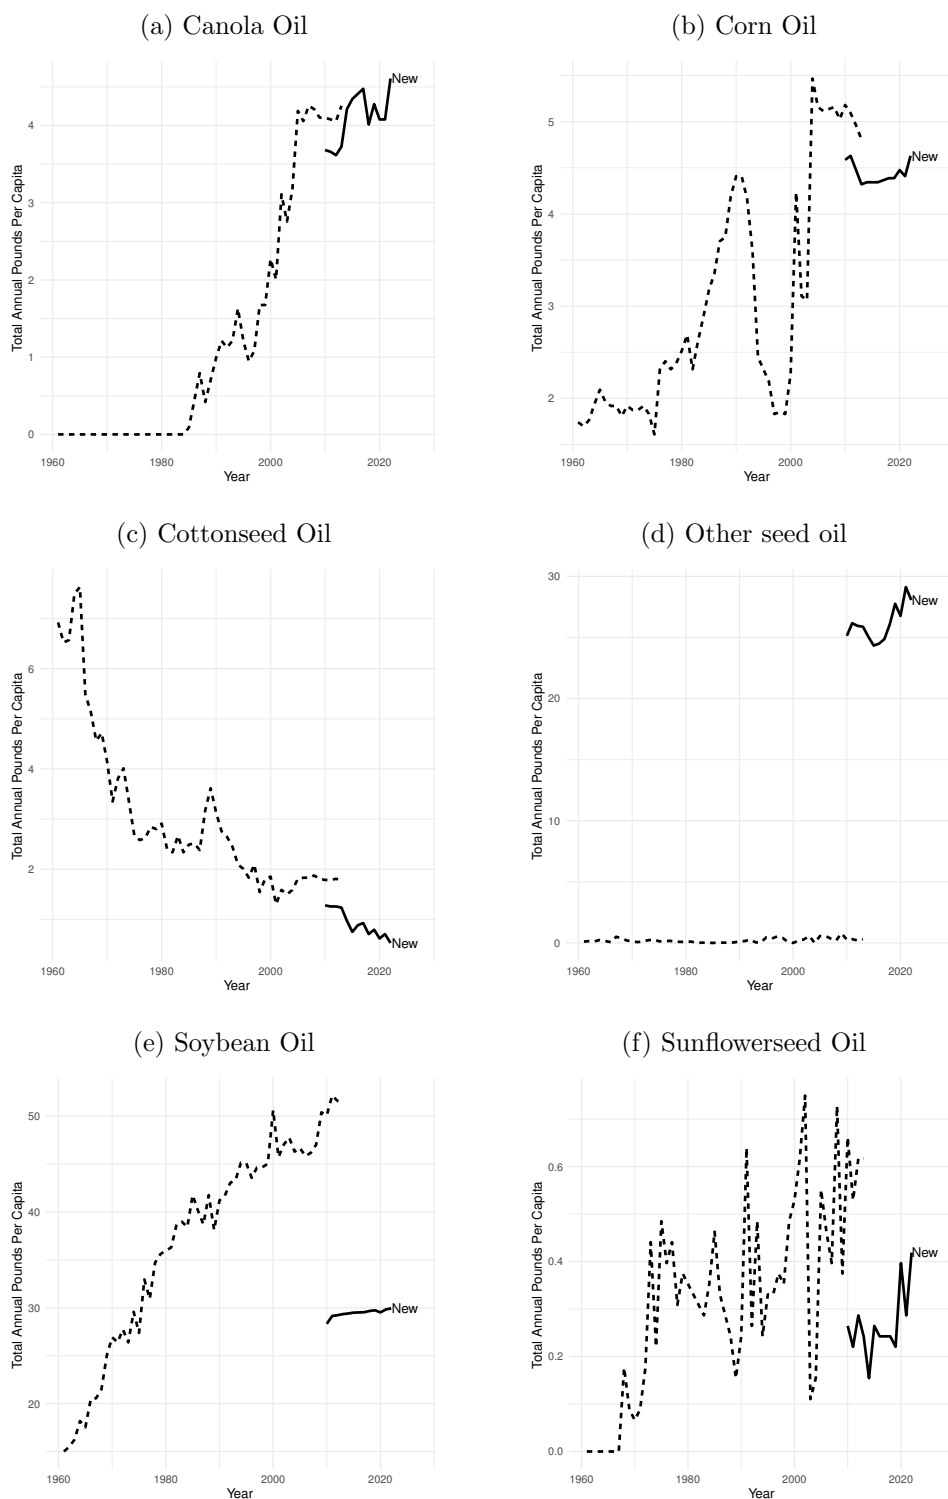 (a) Canola Oil
Total Annual Pounds Per Capita
4
3
2
1
0
1960 1980 2000 2020
Year
New
(b) Corn Oil
Total Annual Pounds Per Capita
5
4
3
2
1960 1980 2000 2020
Year
New
(c) Cottonseed Oil
Total Annual Pounds Per Capita
6
4
2
1960 1980 2000 2020
Year
New
(d) Other seed oil
Total Annual Pounds Per Capita
30
20
10
0
1960 1980 2000 2020
Year
New
(e) Soybean Oil
Total Annual Pounds Per Capita
50
40
30
20
1960 1980 2000 2020
Year
New
(f) Sunflowerseed Oil
Total Annual Pounds Per Capita
0.6
0.4
0.2
0.0
1960 1980 2000 2020
Year
New